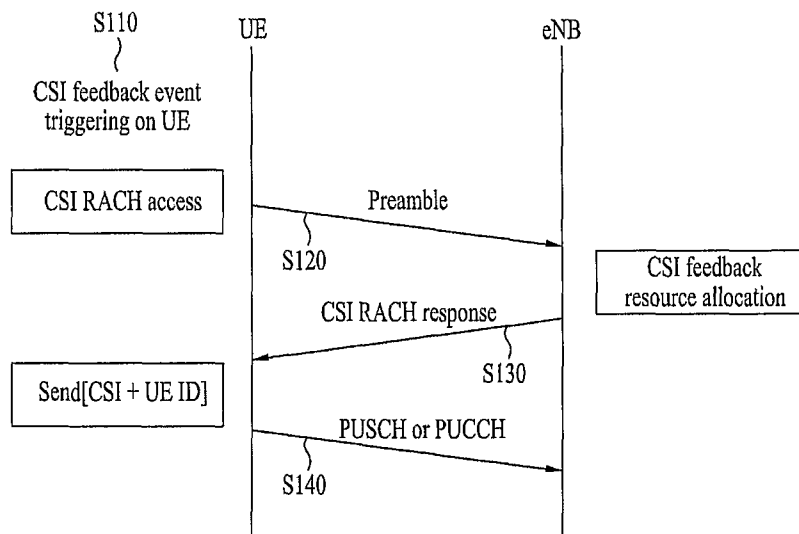 S110
UE
eNB
CSI feedback event
triggering on UE
CSI RACH access
Preamble
S120
CSI feedback
resource allocation
CSI RACH response
S130
Send[CSI + UE ID]
PUSCH or PUCCH
S140